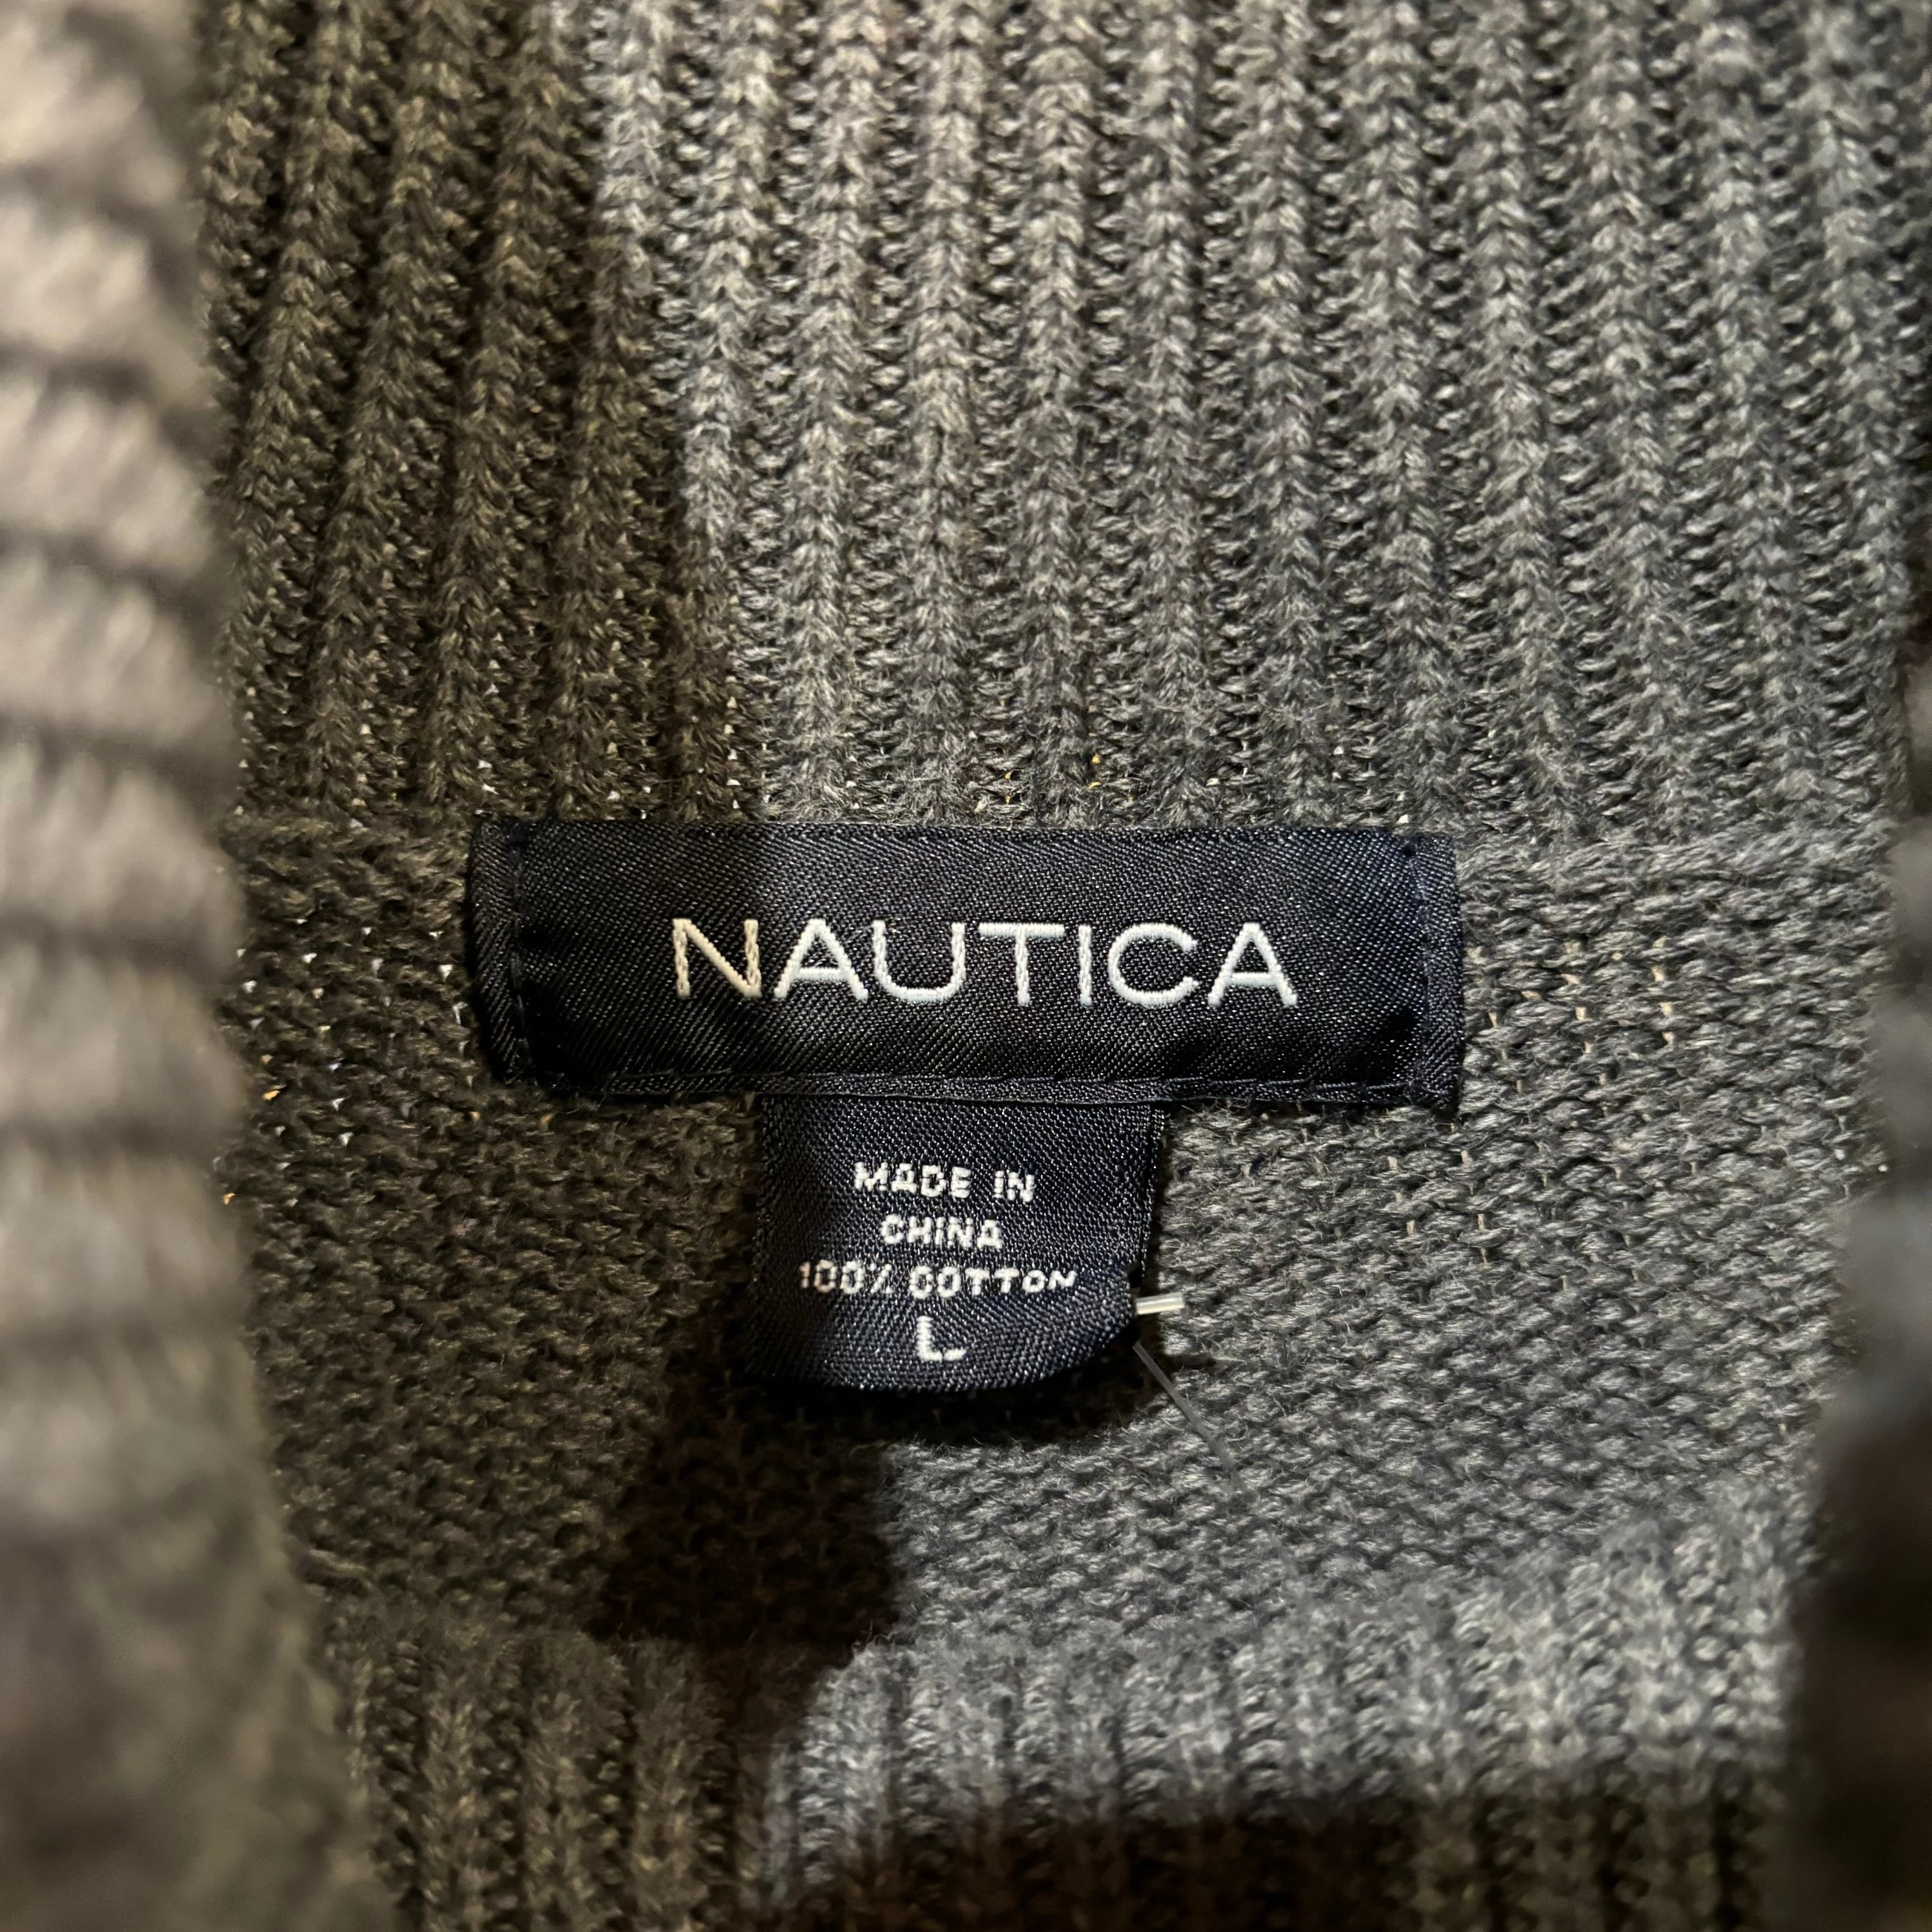 NAUTICA
MADE IN
CHINA
100% COTTON
L